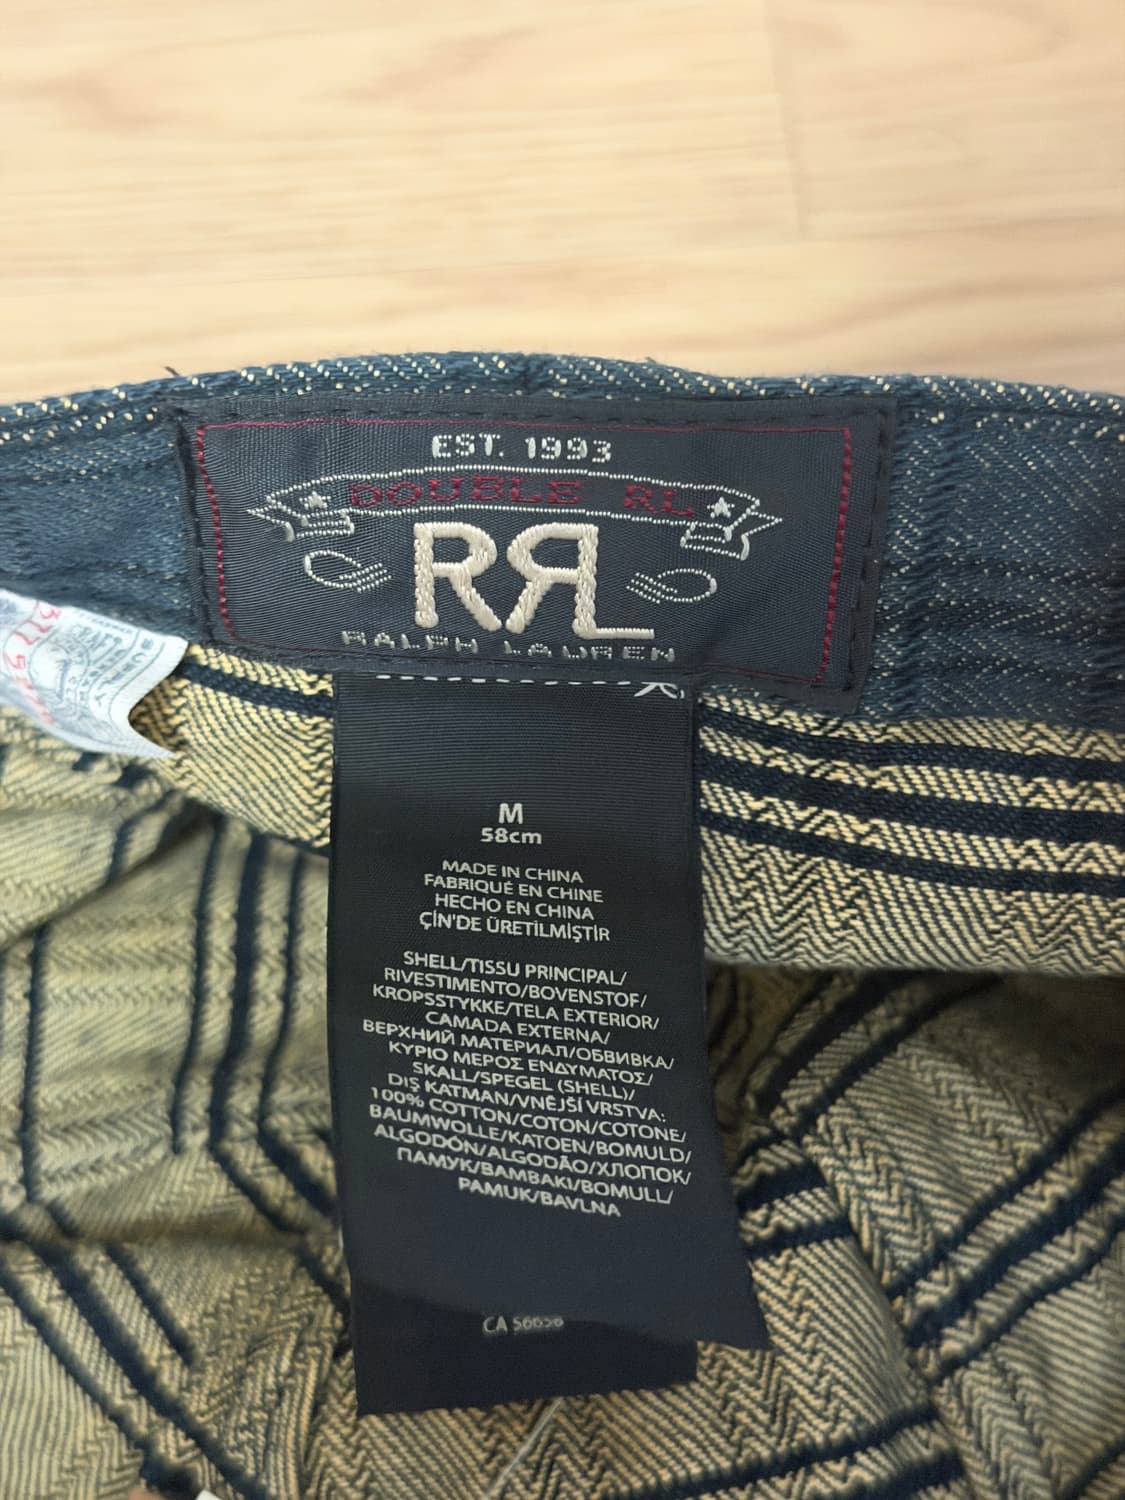 EST. 1993
DOUBLE RL
RRL
RALPH LAUREN
M
58cm
MADE IN CHINA
FABRIQUÉ EN CHINE
HECHO EN CHINA
ÇİN'DE ÜRETİLMİŞTİR
SHELL/TISSU PRINCIPAL/
RIVESTIMENTO/BOVENSTOF/
KROPSSTYKKE/TELA EXTERIOR/
CAMADA EXTERNA/
ВЕРХНИЙ МАТЕРИАЛ/ОБВИВКА/
ΚΥΡΙΟ ΜΕΡΟΣ ΕΝΔΥΜΑΤΟΣ/
SKALL/SPEGEL (SHELL)/
DIŞ KATMAN/VNĚJŠÍ VRSTVA:
100% COTTON/COTON/COTONE/
BAUMWOLLE/KATOEN/BOMULD/
ALGODÓN/ALGODÃO/ХЛОПОК/
ПАМУК/ΒΑΜΒΑΚΙ/BOMULL/
PAMUK/BAVLNA
CA 56656